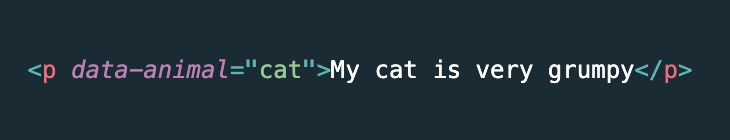 <p data-animal="cat">My cat is very grumpy</p>